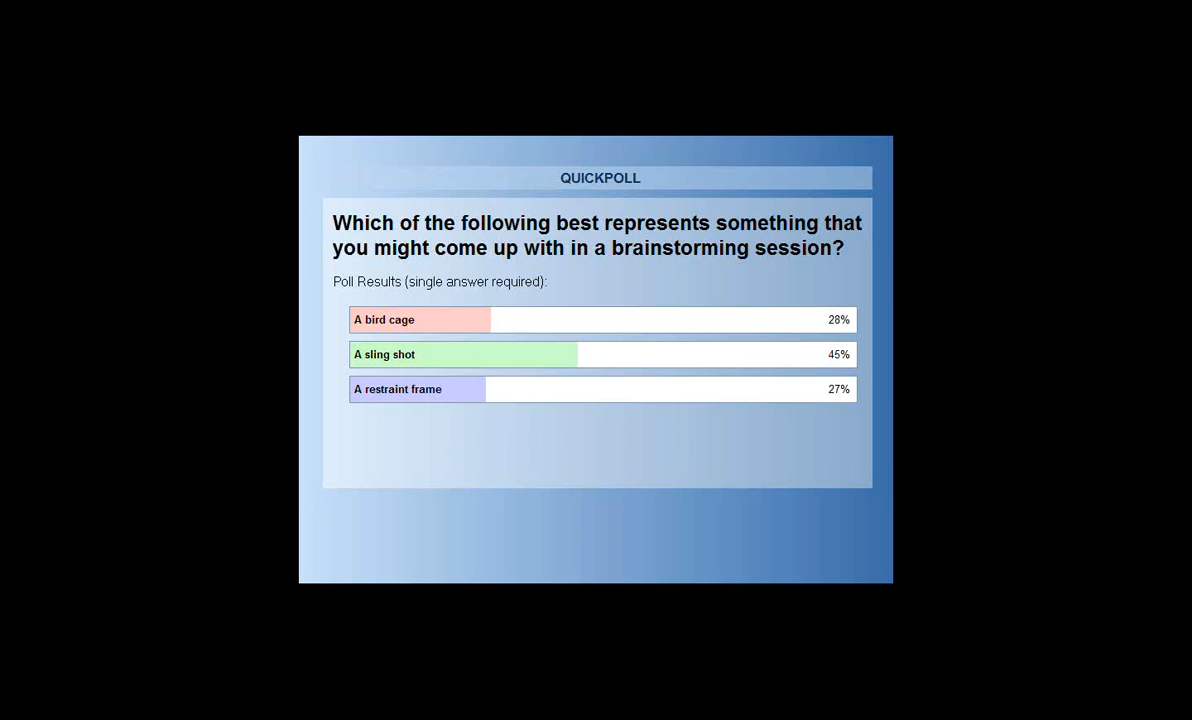 QUICKPOLL
Which of the following best represents something that
you might come up with in a brainstorming session?
Poll Results (single answer required):
A bird cage 28%
A sling shot 45%
A restraint frame 27%